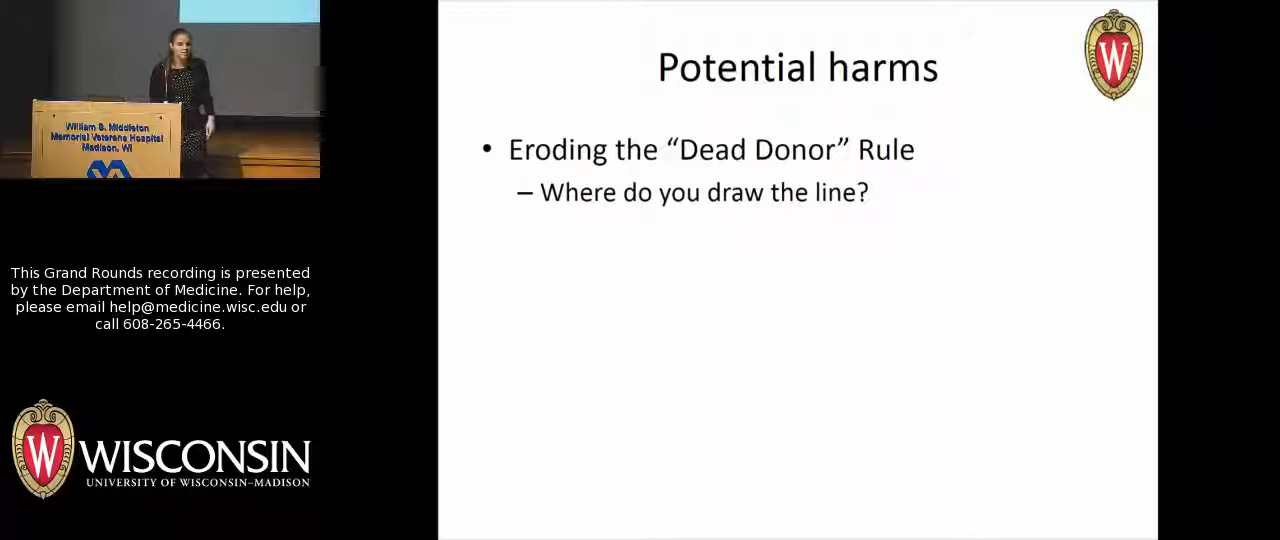 William S. Middleton
Memorial Veterans Hospital
Madison, WI
This Grand Rounds recording is presented
by the Department of Medicine. For help,
please email help@medicine.wisc.edu or
call 608-265-4466.
W WISCONSIN
UNIVERSITY OF WISCONSIN–MADISON
Potential harms
W
• Eroding the “Dead Donor” Rule
– Where do you draw the line?